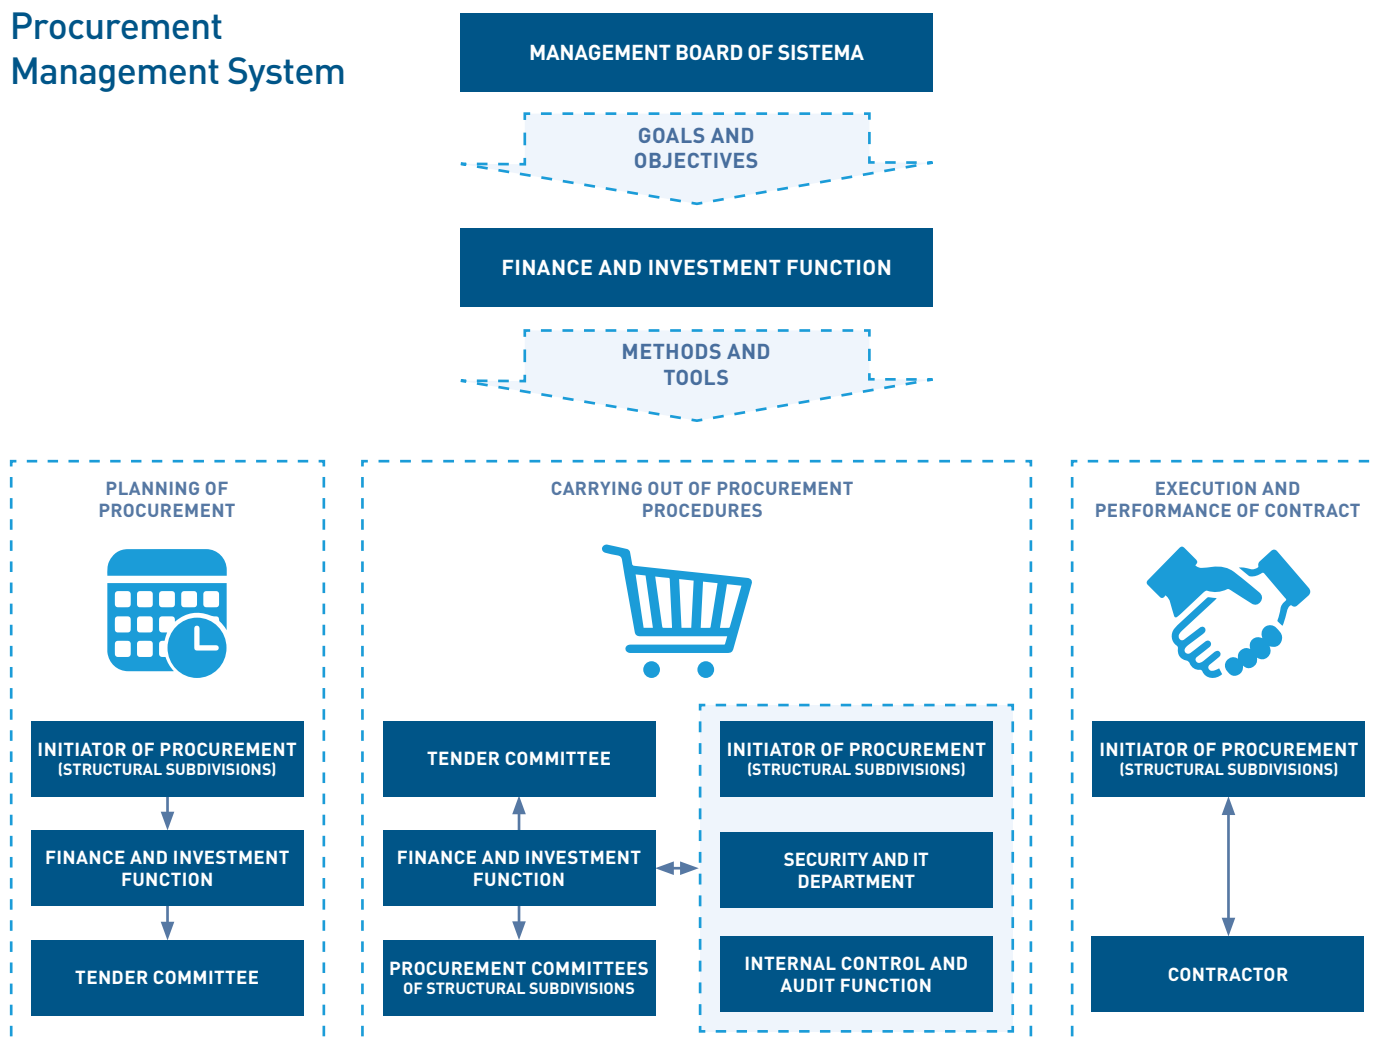 Procurement
Management System
MANAGEMENT BOARD OF SISTEMA
GOALS AND
OBJECTIVES
FINANCE AND INVESTMENT FUNCTION
METHODS AND
TOOLS
PLANNING OF
PROCUREMENT
INITIATOR OF PROCUREMENT
(STRUCTURAL SUBDIVISIONS)
FINANCE AND INVESTMENT
FUNCTION
TENDER COMMITTEE
CARRYING OUT OF PROCUREMENT
PROCEDURES
TENDER COMMITTEE
FINANCE AND INVESTMENT
FUNCTION
PROCUREMENT COMMITTEES
OF STRUCTURAL SUBDIVISIONS
INITIATOR OF PROCUREMENT
(STRUCTURAL SUBDIVISIONS)
SECURITY AND IT
DEPARTMENT
INTERNAL CONTROL AND
AUDIT FUNCTION
EXECUTION AND
PERFORMANCE OF CONTRACT
INITIATOR OF PROCUREMENT
(STRUCTURAL SUBDIVISIONS)
CONTRACTOR